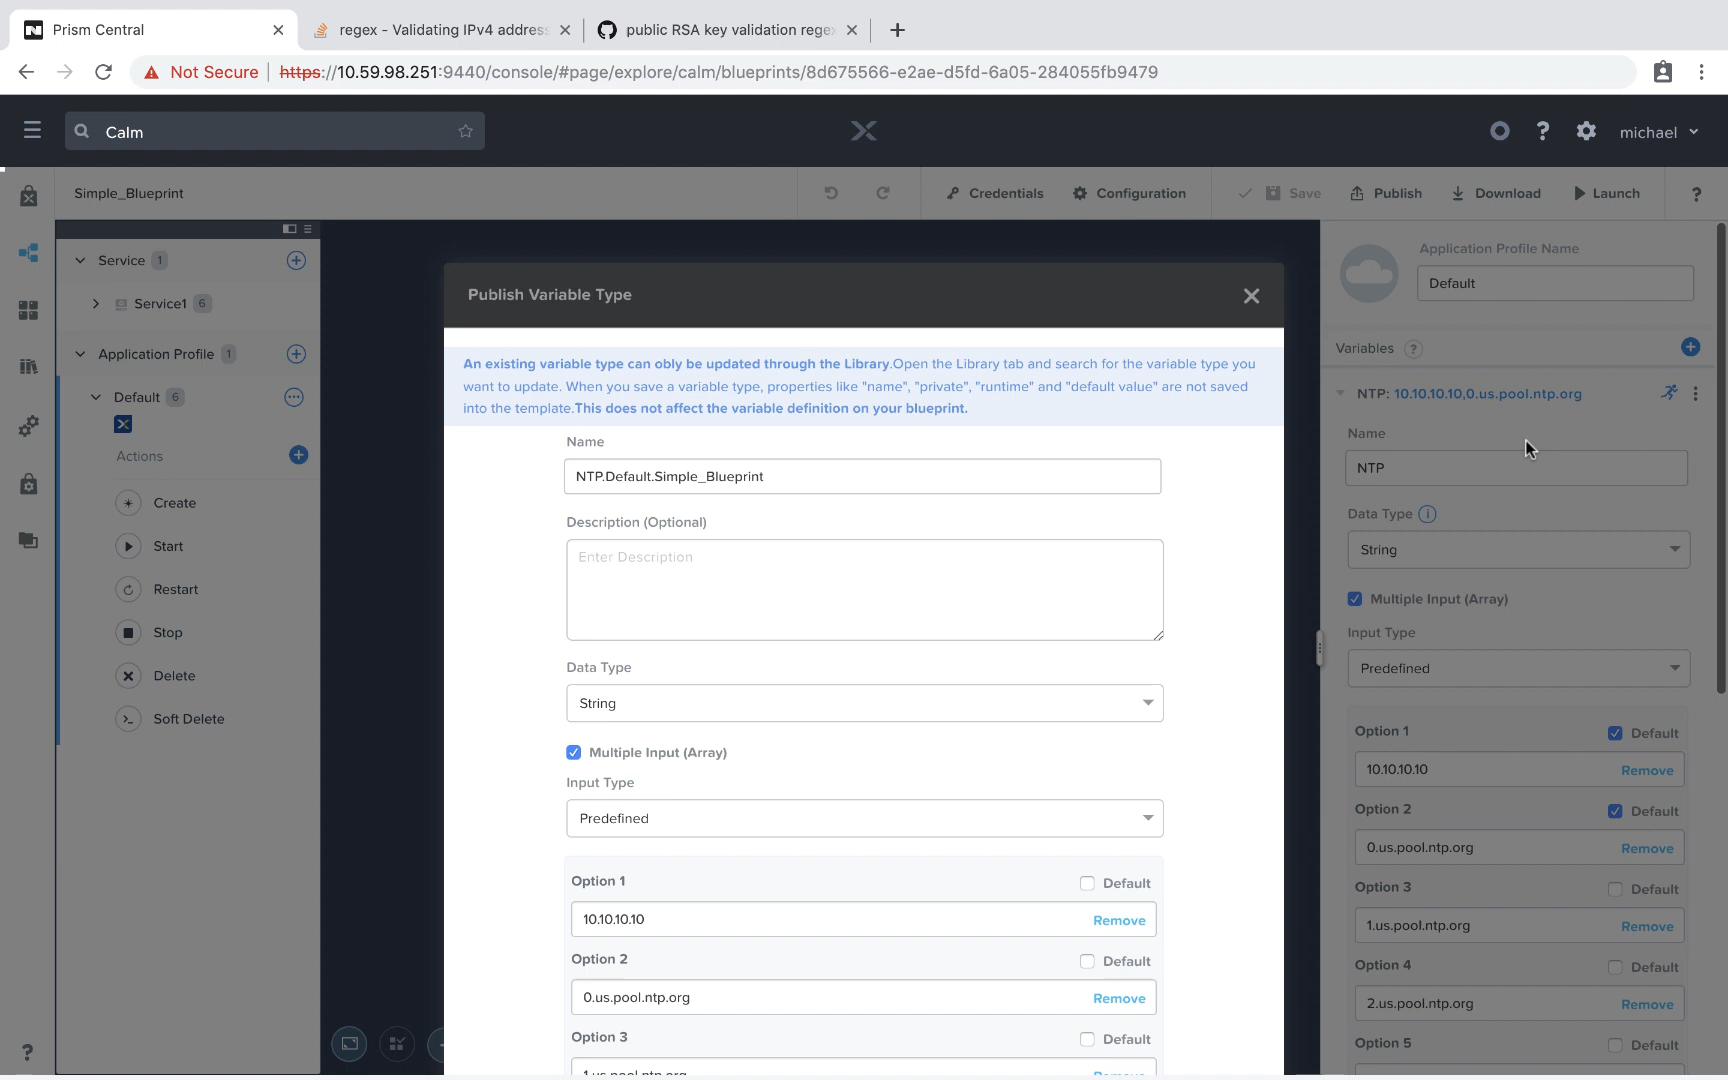 Prism Central
regex - Validating IPv4 address
public RSA key validation rege
Not Secure https://10.59.98.251:9440/console/#page/explore/calm/blueprints/8d675566-e2ae-d5fd-6a05-284055fb9479
Calm
? michael
Simple_Blueprint
Credentials Configuration Save Publish Download Launch ?
Service 1
Service1 6
Application Profile 1
Default 6
Actions
Create
Start
Restart
Stop
Delete
Soft Delete
?
Publish Variable Type
An existing variable type can obly be updated through the Library.Open the Library tab and search for the variable type you
want to update. When you save a variable type, properties like "name", "private", "runtime" and "default value" are not saved
into the template.This does not affect the variable definition on your blueprint.
Name
NTP.Default.Simple_Blueprint
Description (Optional)
Enter Description
Data Type
String
Multiple Input (Array)
Input Type
Predefined
Option 1 Default
10.10.10.10 Remove
Option 2 Default
0.us.pool.ntp.org Remove
Option 3 Default
1.us.pool.ntp.org Remove
Application Profile Name
Default
Variables ?
NTP: 10.10.10.10,0.us.pool.ntp.org
Name
NTP
Data Type i
String
Multiple Input (Array)
Input Type
Predefined
Option 1 Default
10.10.10.10 Remove
Option 2 Default
0.us.pool.ntp.org Remove
Option 3 Default
1.us.pool.ntp.org Remove
Option 4 Default
2.us.pool.ntp.org Remove
Option 5 Default